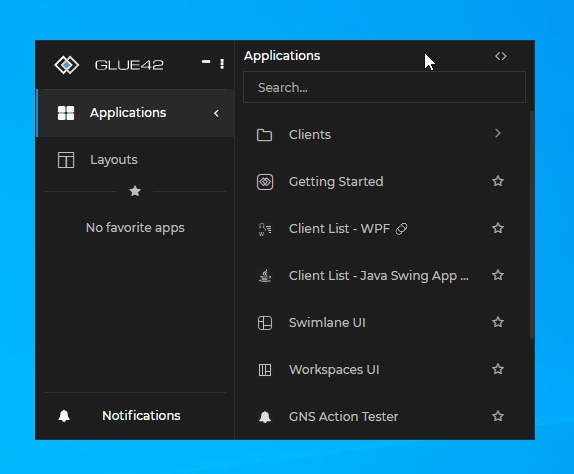 GLUE42
Applications
Layouts
No favorite apps
Notifications
Applications
Search...
Clients
Getting Started
Client List - WPF
Client List - Java Swing App ...
Swimlane UI
Workspaces UI
GNS Action Tester